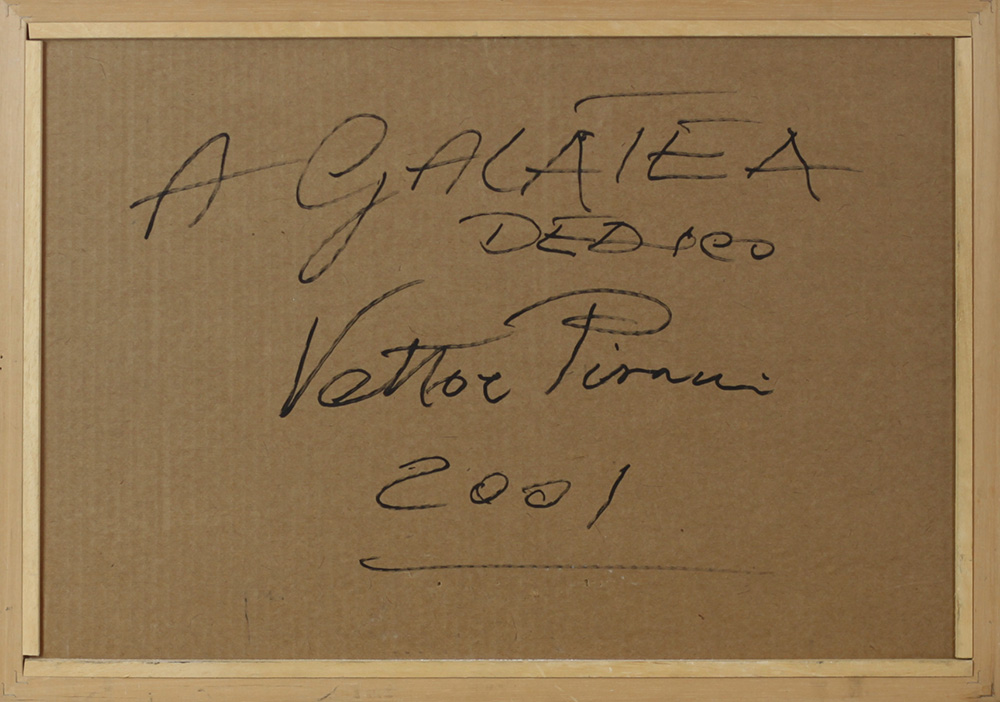 A GALATEA
DEDICO
Vettor Pisani
2001